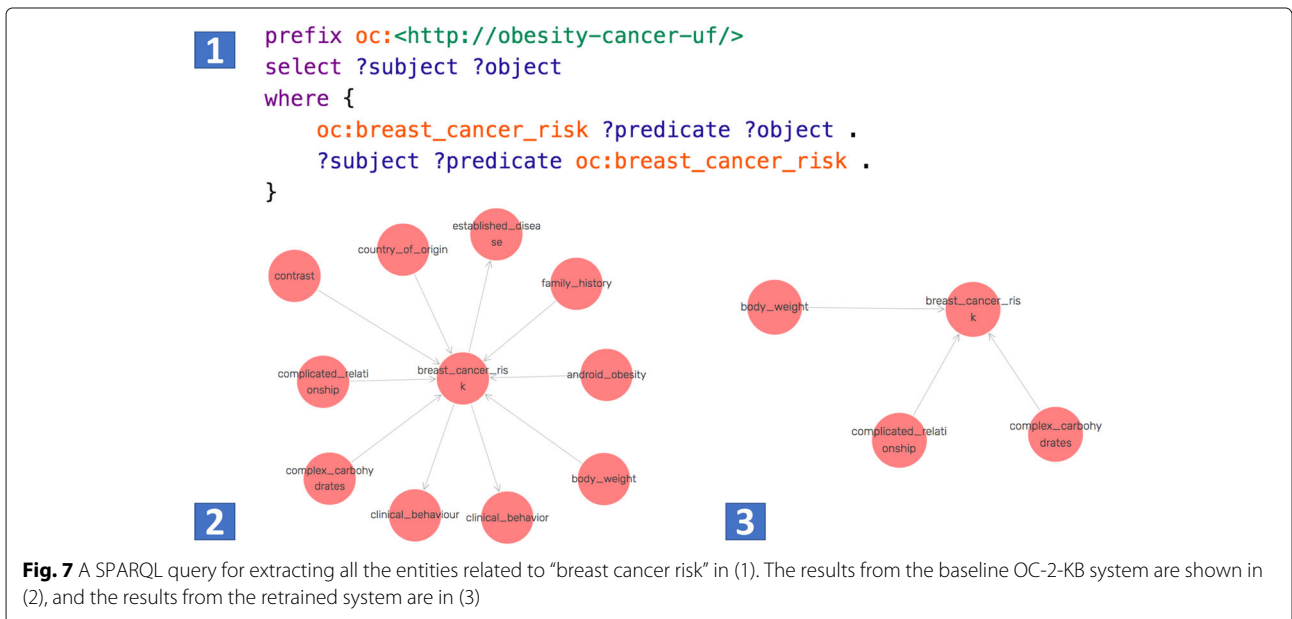 1
prefix oc:<http://obesity-cancer-uf/>
select ?subject ?object
where {
oc:breast_cancer_risk ?predicate ?object .
?subject ?predicate oc:breast_cancer_risk .
}
established_disea
se
country_of_origin
contrast
family_history
complicated_relati
onship
breast_cancer_ris
k
android_obesity
complex_carbohy
drates
body_weight
clinical_behaviour
clinical_behavior
2
body_weight
breast_cancer_ris
k
complicated_relati
onship
complex_carbohy
drates
3
Fig. 7 A SPARQL query for extracting all the entities related to “breast cancer risk” in (1). The results from the baseline OC-2-KB system are shown in
(2), and the results from the retrained system are in (3)